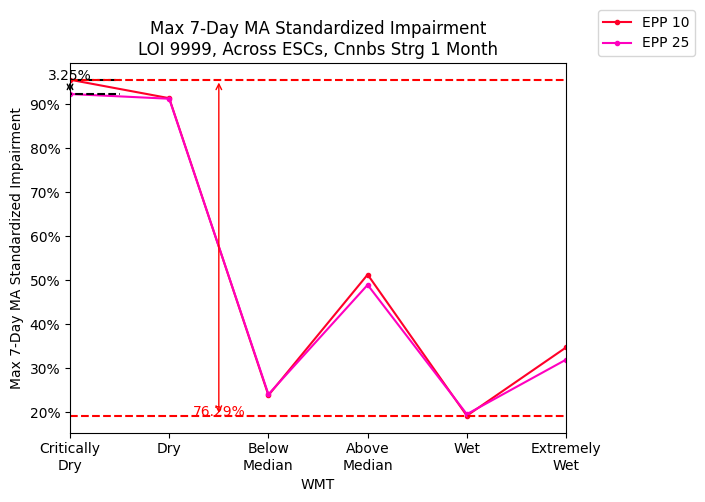 Max 7-Day MA Standardized Impairment
LOI 9999, Across ESCs, Cnnbs Strg 1 Month
EPP 10
EPP 25
3.25%
90%
80%
70%
60%
50%
40%
30%
20%
Max 7-Day MA Standardized Impairment
76.29%
Critically
Dry
Dry
Below
Median
Above
Median
Wet
Extremely
Wet
WMT